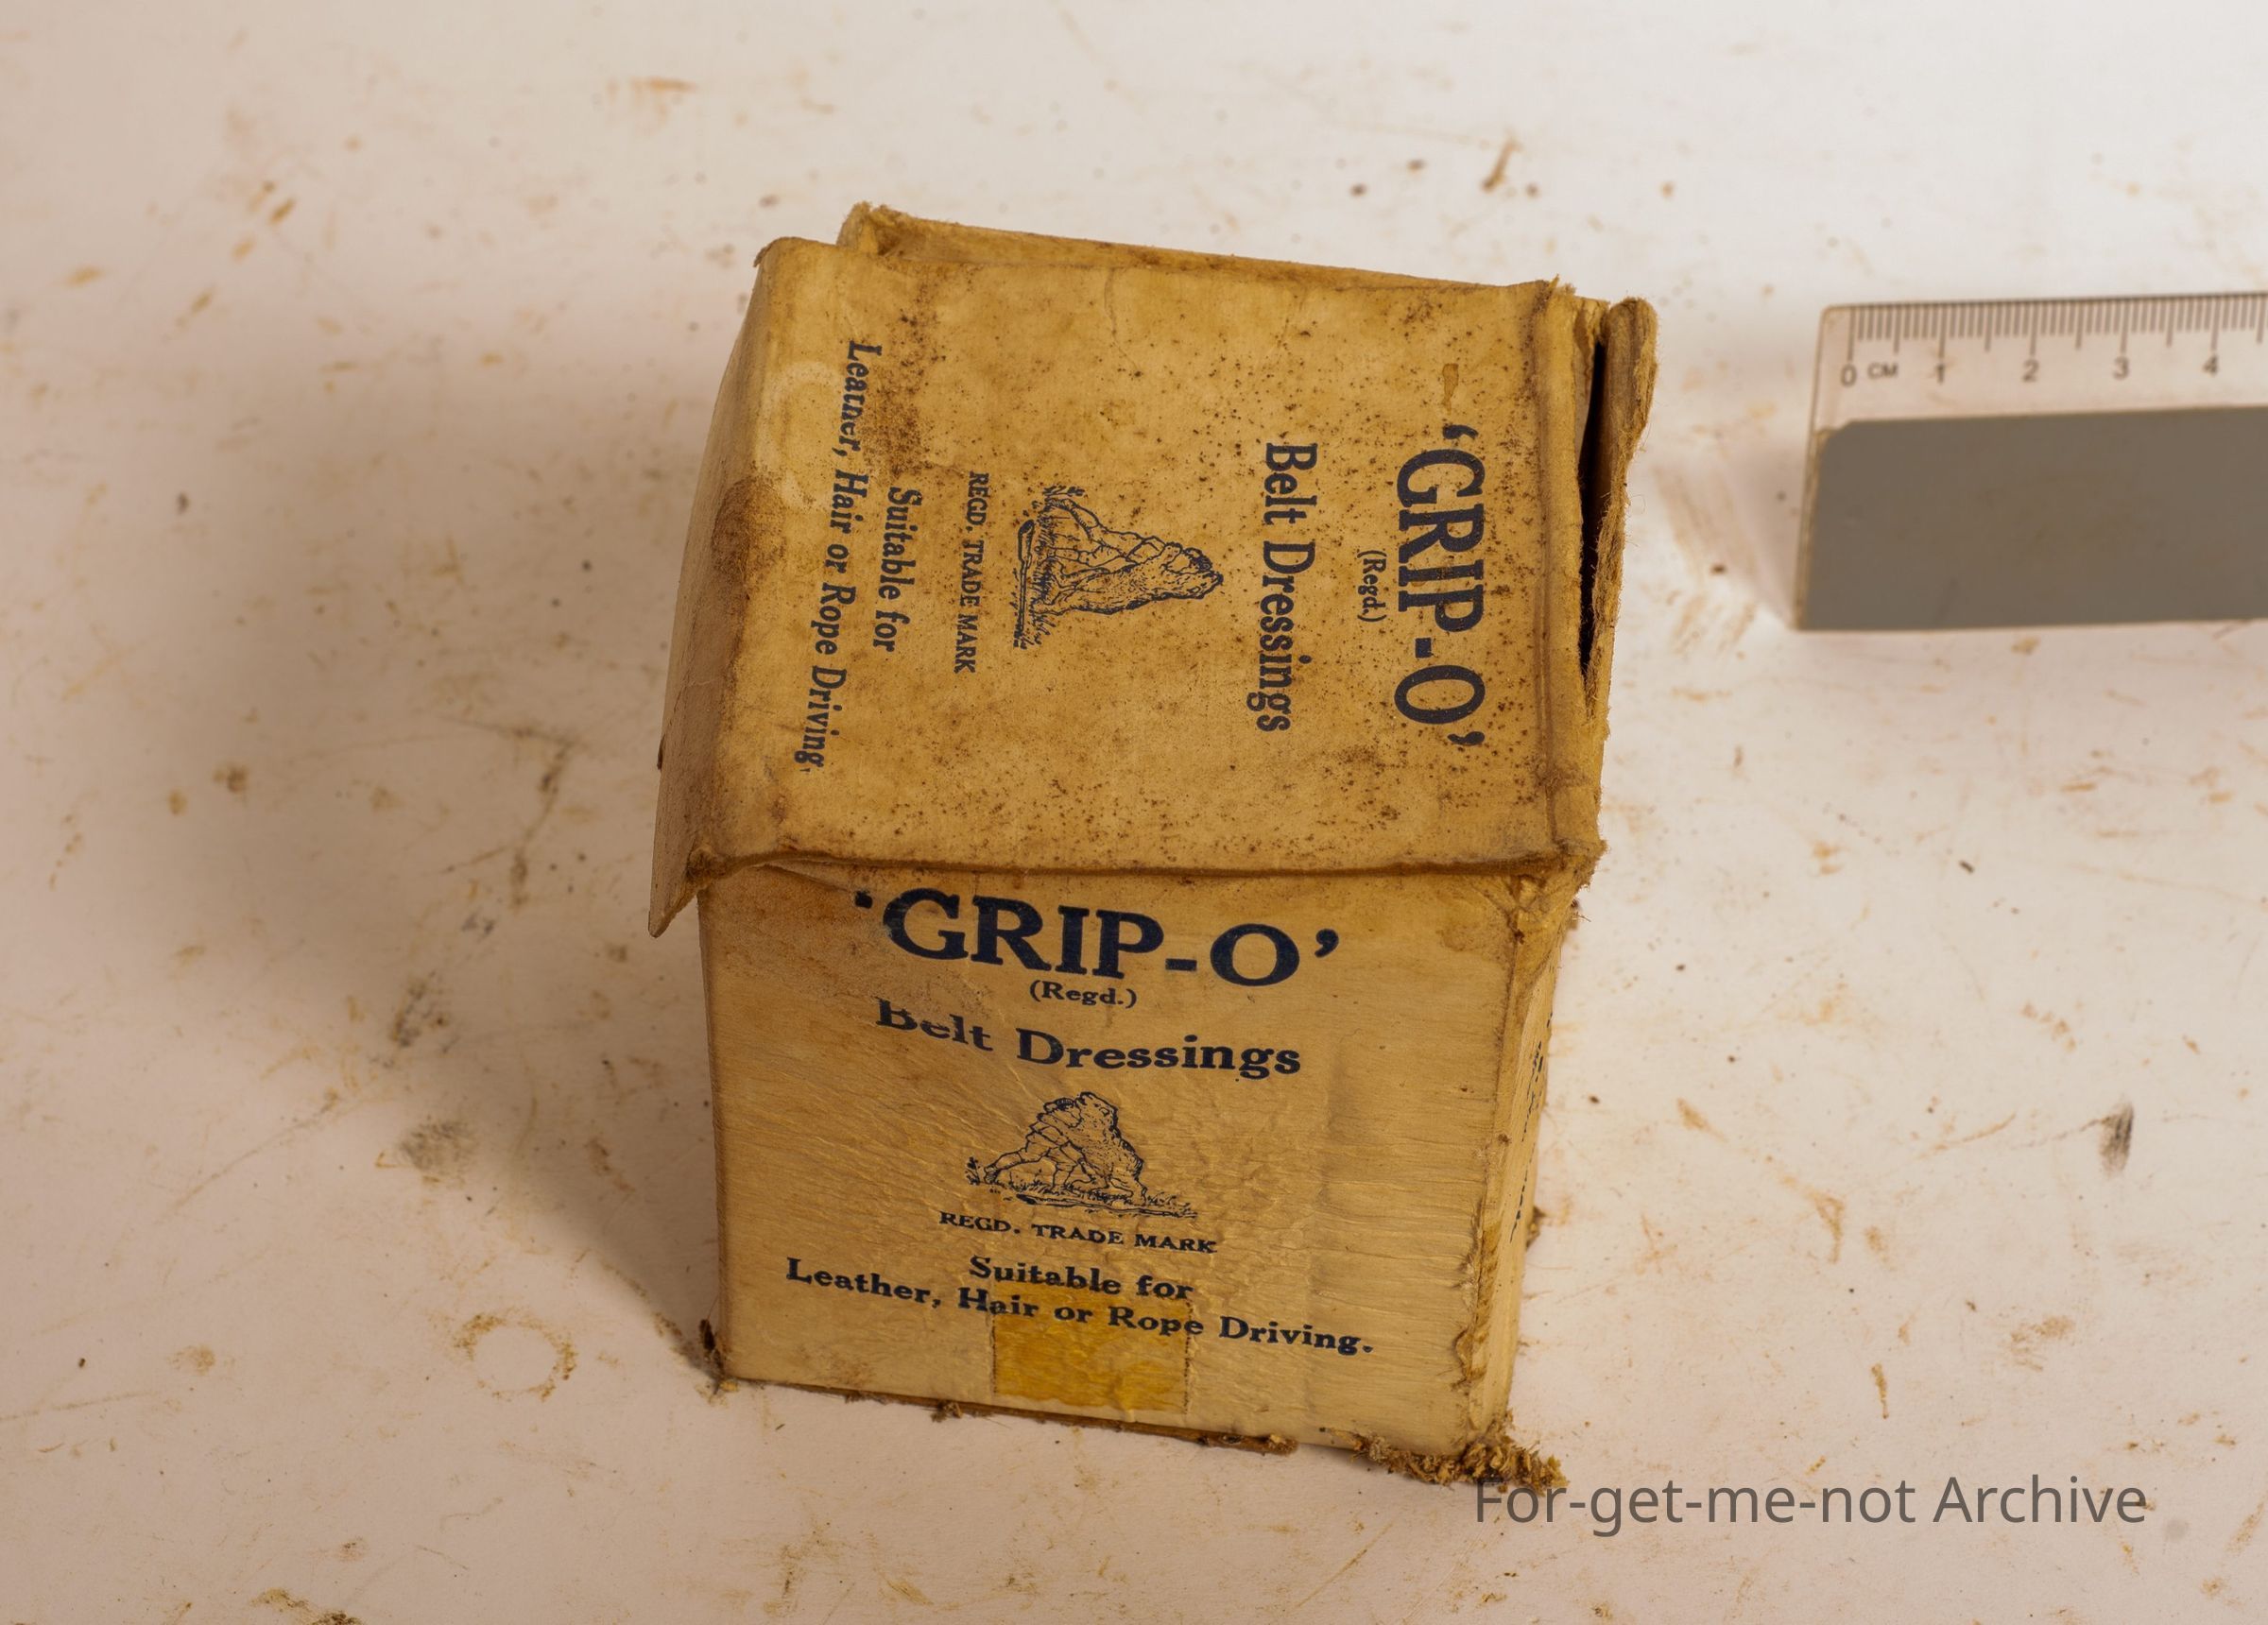 ‘GRIP-O’
(Regd.)
Belt Dressings
REGD. TRADE MARK
Suitable for
Leather, Hair or Rope Driving.
‘GRIP-O’
(Regd.)
Belt Dressings
REGD. TRADE MARK
Suitable for
Leather, Hair or Rope Driving.
0 CM 1 2 3 4
For-get-me-not Archive